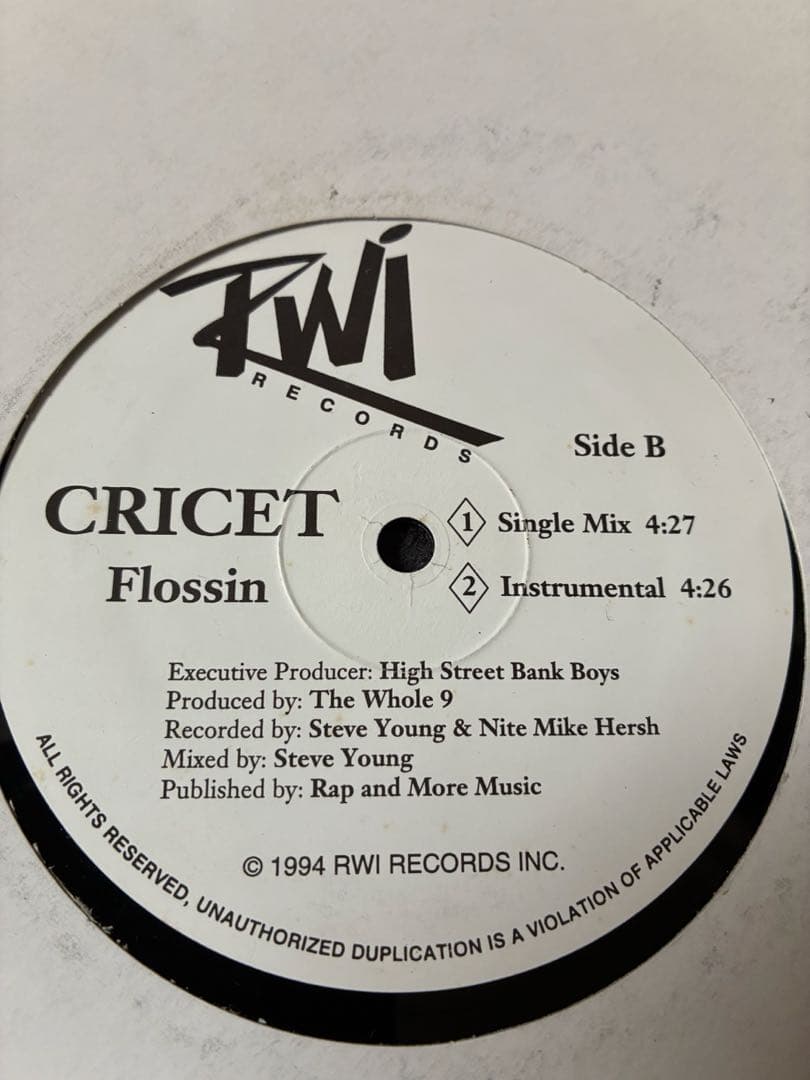 RWi
RECORDS
Side B
CRICET
Flossin
1 Single Mix 4:27
2 Instrumental 4:26
Executive Producer: High Street Bank Boys
Produced by: The Whole 9
Recorded by: Steve Young & Nite Mike Hersh
Mixed by: Steve Young
Published by: Rap and More Music
© 1994 RWI RECORDS INC.
ALL RIGHTS RESERVED, UNAUTHORIZED DUPLICATION IS A VIOLATION OF APPLICABLE LAWS